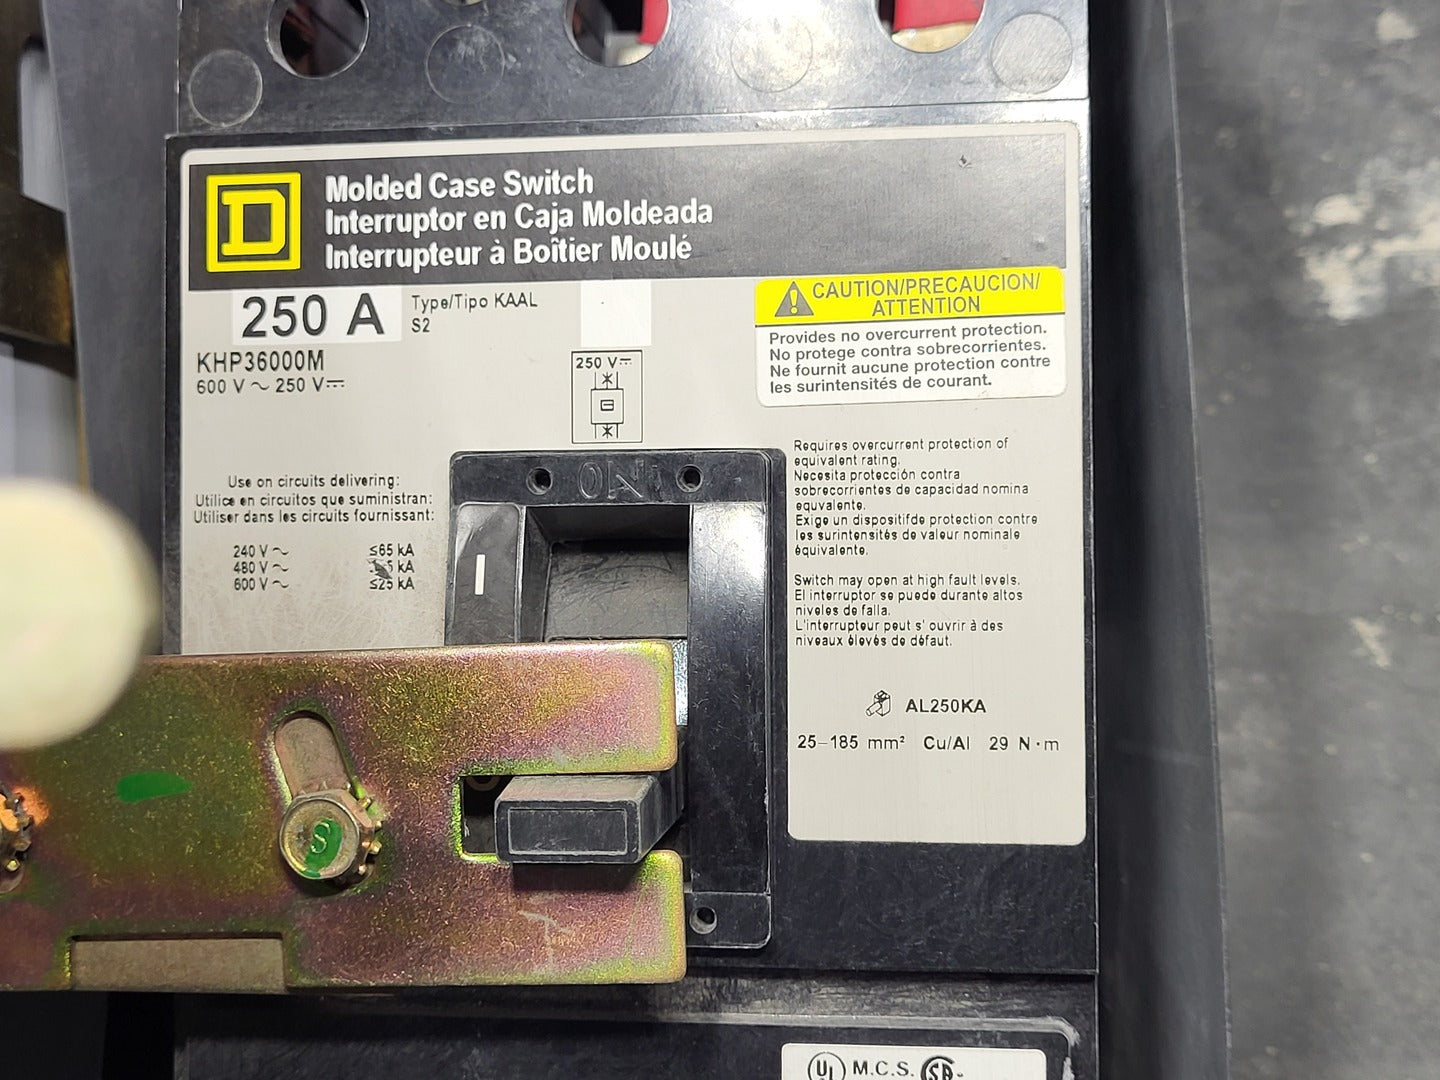 D
Molded Case Switch
Interruptor en Caja Moldeada
Interrupteur à Boîtier Moulé
250 A
Type/Tipo KAAL
S2
KHP36000M
600 V ~ 250 V⎓
250 V⎓
CAUTION/PRECAUCION/
ATTENTION
Provides no overcurrent protection.
No protege contra sobrecorrientes.
Ne fournit aucune protection contre
les surintensités de courant.
Use on circuits delivering:
Utilice en circuitos que suministran:
Utiliser dans les circuits fournissant:
240 V ~ ≤65 kA
480 V ~ kA
600 V ~ ≤25 kA
ON
Requires overcurrent protection of
equivalent rating.
Necesita protección contra
sobrecorrientes de capacidad nomina
equvalente.
Exige un dispositifde protection contre
les surintensités de valeur nominale
équivalente.
Switch may open at high fault levels.
El interruptor se puede durante altos
niveles de falla.
L'interrupteur peut s' ouvrir à des
niveaux élevés de défaut.
AL250KA
25-185 mm² Cu/Al 29 N·m
S
UL M.C.S. SA